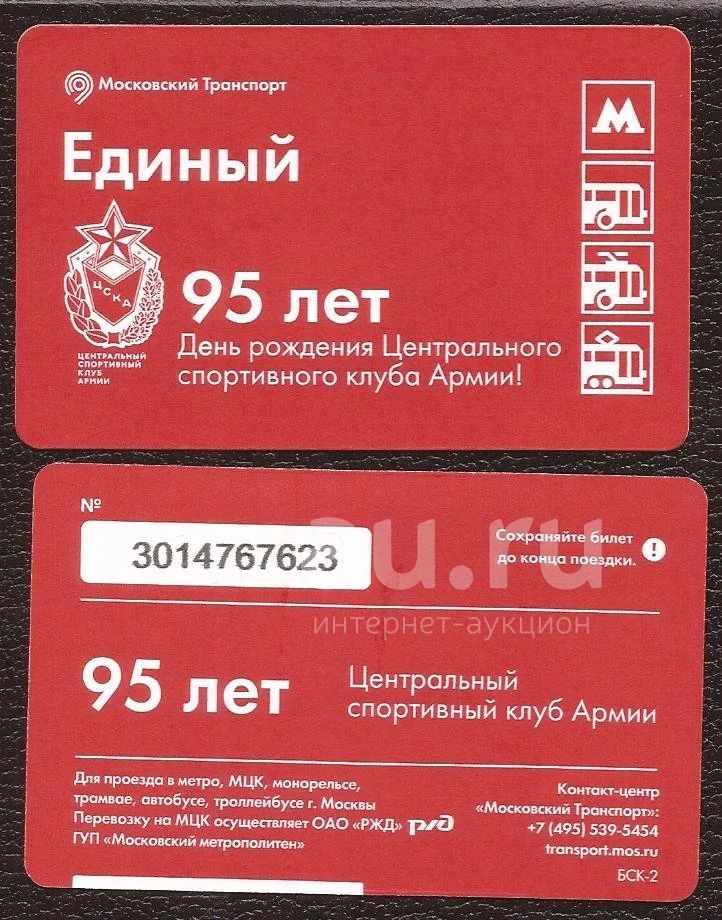 Московский Транспорт
Единый
ЦСКА
ЦЕНТРАЛЬНЫЙ
СПОРТИВНЫЙ
КЛУБ
АРМИИ
95 лет
День рождения Центрального
спортивного клуба Армии!
М
№
3014767623
Сохраняйте билет
до конца поездки.
!
au.ru
интернет-аукцион
95 лет
Центральный
спортивный клуб Армии
Для проезда в метро, МЦК, монорельсе,
трамвае, автобусе, троллейбусе г. Москвы
Перевозку на МЦК осуществляет ОАО «РЖД» РЖД
ГУП «Московский метрополитен»
Контакт-центр
«Московский Транспорт»:
+7 (495) 539-5454
transport.mos.ru
БСК-2